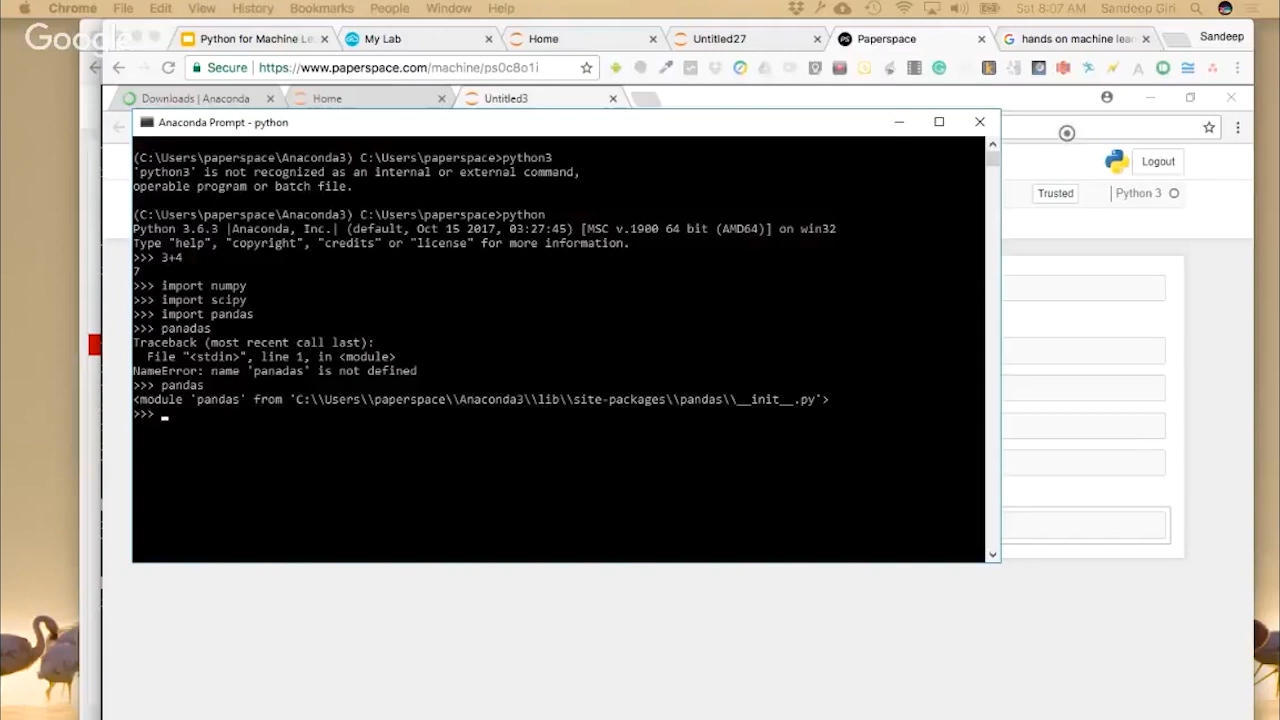 Chrome File Edit View History Bookmarks People Window Help Sat 8:07 AM Sandeep Giri
Google
Python for Machine Le
My Lab
Home
Untitled27
Paperspace
hands on machine lear
Sandeep
Secure https://www.paperspace.com/machine/ps0c8o1i
Downloads | Anaconda
Home
Untitled3
Anaconda Prompt - python
(C:\Users\paperspace\Anaconda3) C:\Users\paperspace>python3
'python3' is not recognized as an internal or external command,
operable program or batch file.
(C:\Users\paperspace\Anaconda3) C:\Users\paperspace>python
Python 3.6.3 |Anaconda, Inc.| (default, Oct 15 2017, 03:27:45) [MSC v.1900 64 bit (AMD64)] on win32
Type "help", "copyright", "credits" or "license" for more information.
>>> 3+4
7
>>> import numpy
>>> import scipy
>>> import pandas
>>> panadas
Traceback (most recent call last):
  File "<stdin>", line 1, in <module>
NameError: name 'panadas' is not defined
>>> pandas
<module 'pandas' from 'C:\\Users\\paperspace\\Anaconda3\\lib\\site-packages\\pandas\\__init__.py'>
>>>
Logout
Trusted
Python 3